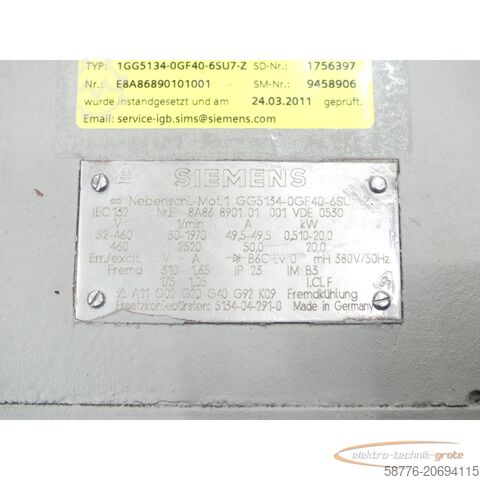 TYP: 1GG5134-0GF40-6SU7-Z SD-Nr.: 1756397
Nr.: E8A86890101001 SM-Nr.: 9458906
wurde instandgesetzt und am 24.03.2011 geprüft.
Email: service-igb.sims@siemens.com
SIEMENS
Nebenschl.-Mot. 1 GG5134-0GF40-6SU
IEC 132 Nr.E 8A86 8901 01 001 VDE 0530
V 1/min A kW
52-460 50-1970 49,5-49,5 0,510-20,0
460 2520 50,0 20,0
Err./excit. V - A B6C EV 0 mH 380V/50Hz
Fremd 310 1,65 IP 23 IM B3
175 1,05 I.CL.F
Z A11 G02 G20 G40 G92 K09 Fremdkühlung
Ersatzkohlebürsten: 5134-04-291-0 Made in Germany
elektro-technik-grote
58776-20694115